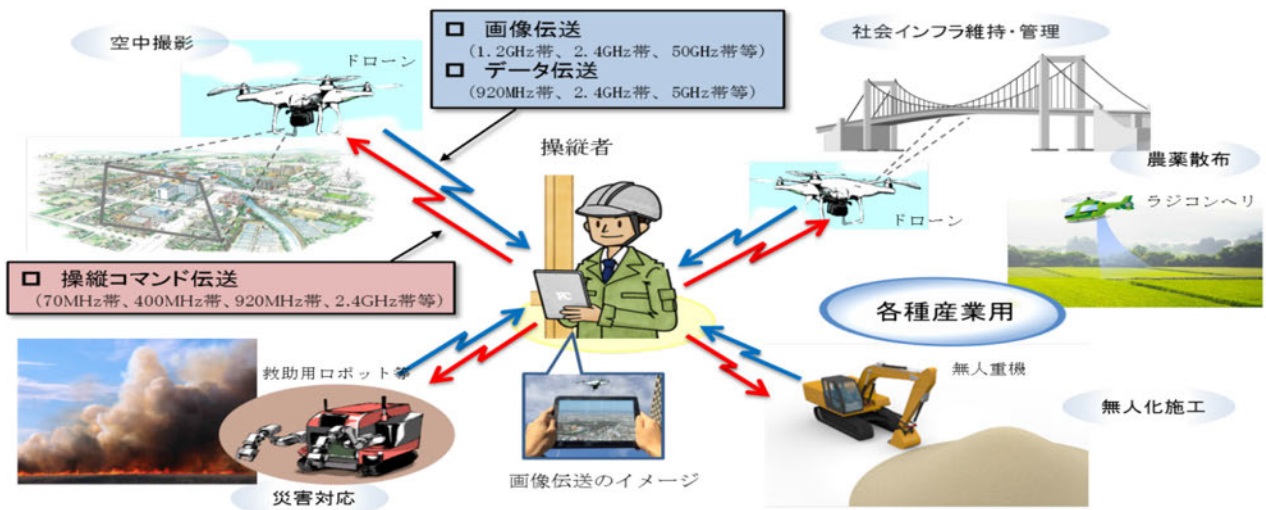 空中撮影
ドローン
□ 画像伝送
(1.2GHz帯、2.4GHz帯、50GHz帯等)
□ データ伝送
(920MHz帯、2.4GHz帯、5GHz帯等)
社会インフラ維持・管理
操縦者
ドローン
農薬散布
ラジコンヘリ
□ 操縦コマンド伝送
(70MHz帯、400MHz帯、920MHz帯、2.4GHz帯等)
各種産業用
救助用ロボット等
災害対応
画像伝送のイメージ
無人重機
無人化施工